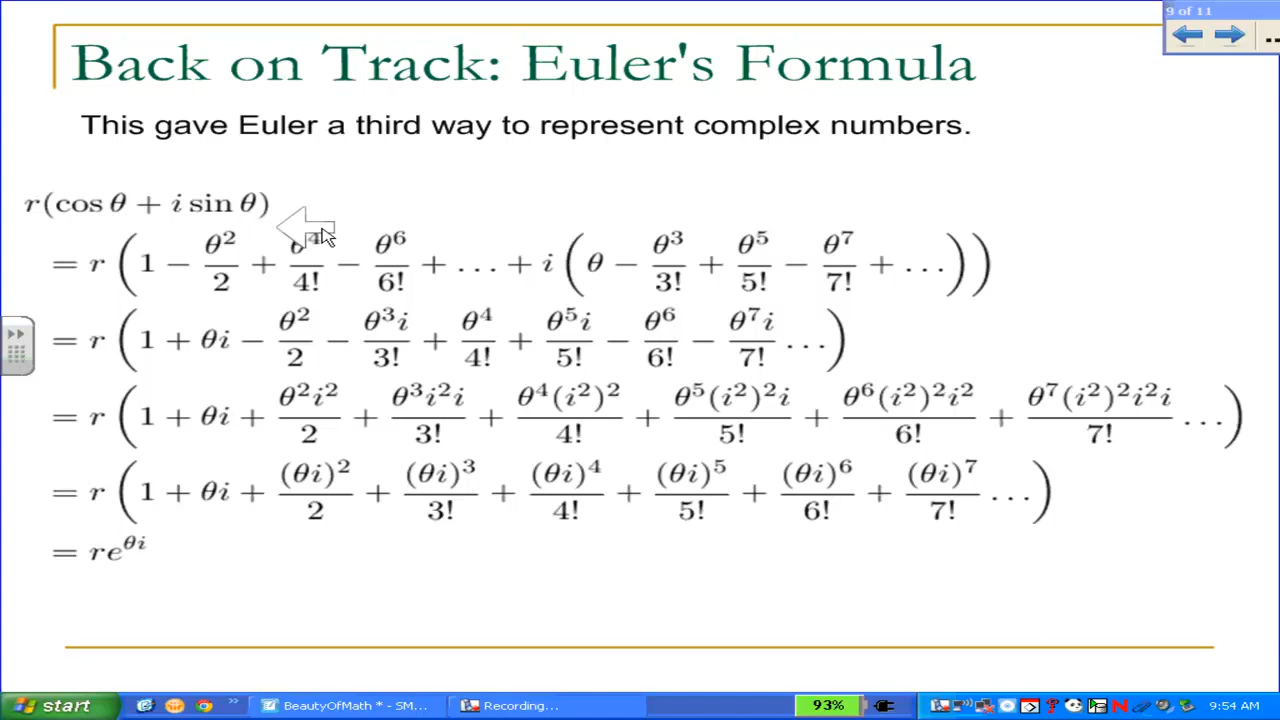 9 of 11
Back on Track: Euler's Formula
This gave Euler a third way to represent complex numbers.
r(cos θ + i sin θ)
= r (1 − θ²/2 + θ⁴/4! − θ⁶/6! + ... + i (θ − θ³/3! + θ⁵/5! − θ⁷/7! + ...))
= r (1 + θi − θ²/2 − θ³i/3! + θ⁴/4! + θ⁵i/5! − θ⁶/6! − θ⁷i/7! ...)
= r (1 + θi + θ²i²/2 + θ³i²i/3! + θ⁴(i²)²/4! + θ⁵(i²)²i/5! + θ⁶(i²)²i²/6! + θ⁷(i²)²i²i/7! ...)
= r (1 + θi + (θi)²/2 + (θi)³/3! + (θi)⁴/4! + (θi)⁵/5! + (θi)⁶/6! + (θi)⁷/7! ...)
= re^θi
start BeautyOfMath * - SM... Recording... 93% 9:54 AM